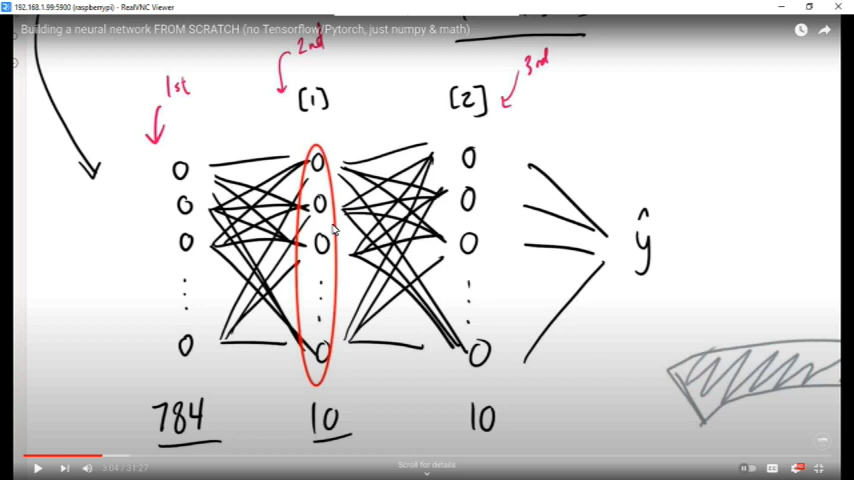 192.168.1.99:5900 (raspberrypi) - RealVNC Viewer
Building a neural network FROM SCRATCH (no Tensorflow/Pytorch, just numpy & math)
1st
2nd
3rd
[1]
[2]
ŷ
784
10
10
3:04 / 31:27
Scroll for details